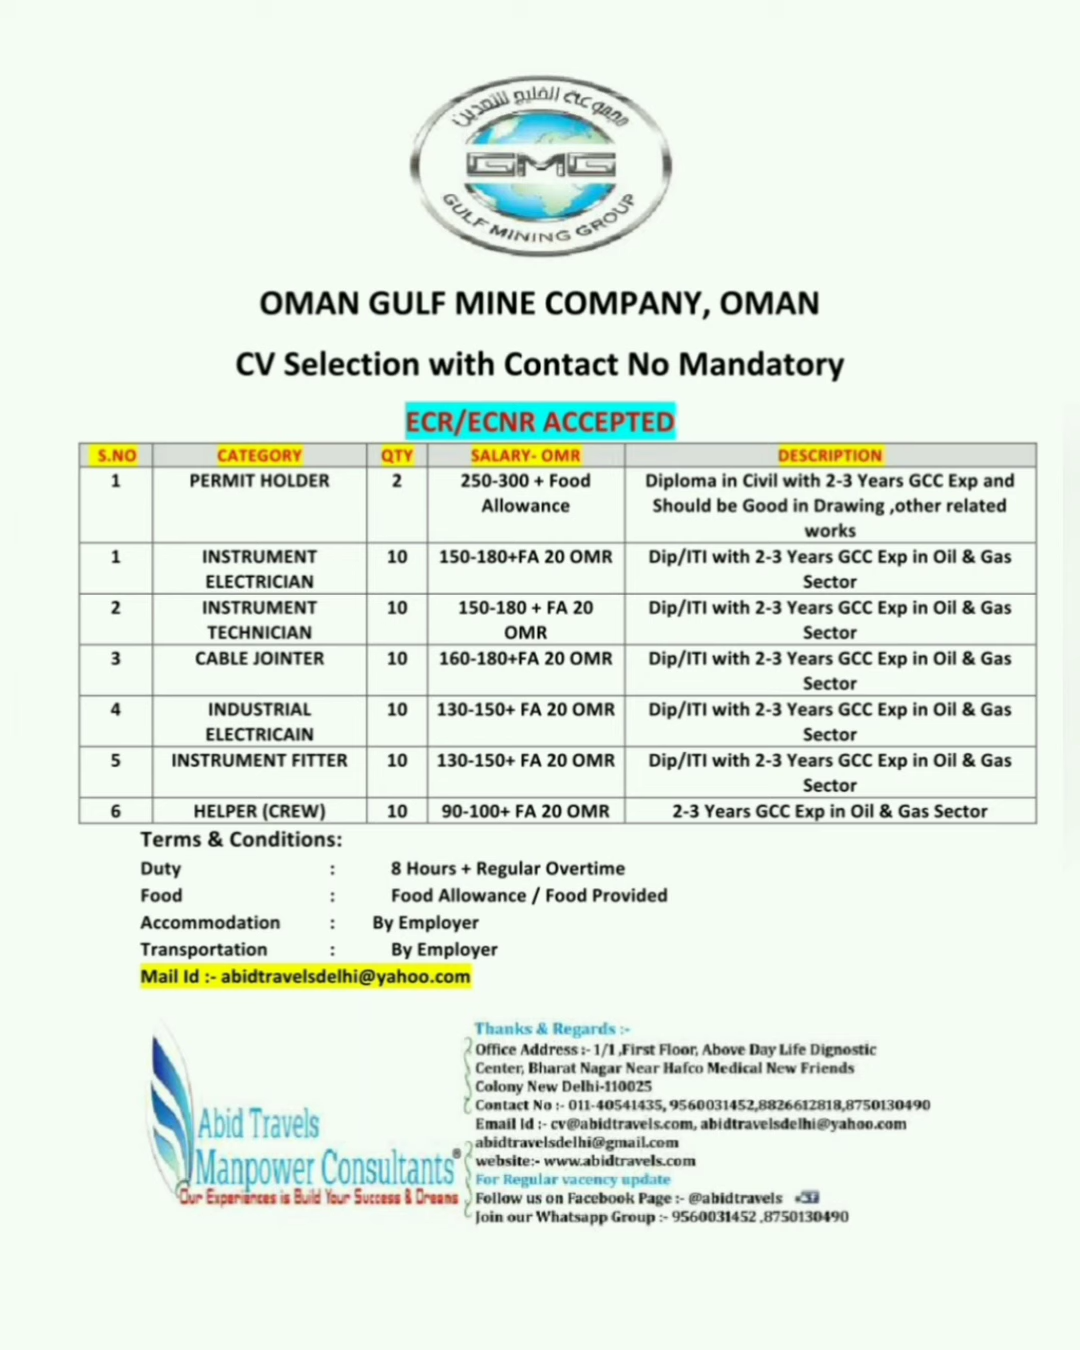 مجموعة الخليج للتعدين
GMG
GULF MINING GROUP
OMAN GULF MINE COMPANY, OMAN
CV Selection with Contact No Mandatory
ECR/ECNR ACCEPTED
S.NO CATEGORY QTY SALARY- OMR DESCRIPTION
1 PERMIT HOLDER 2 250-300 + Food Diploma in Civil with 2-3 Years GCC Exp and
Allowance Should be Good in Drawing ,other related
works
1 INSTRUMENT 10 150-180+FA 20 OMR Dip/ITI with 2-3 Years GCC Exp in Oil & Gas
ELECTRICIAN Sector
2 INSTRUMENT 10 150-180 + FA 20 Dip/ITI with 2-3 Years GCC Exp in Oil & Gas
TECHNICIAN OMR Sector
3 CABLE JOINTER 10 160-180+FA 20 OMR Dip/ITI with 2-3 Years GCC Exp in Oil & Gas
Sector
4 INDUSTRIAL 10 130-150+ FA 20 OMR Dip/ITI with 2-3 Years GCC Exp in Oil & Gas
ELECTRICAIN Sector
5 INSTRUMENT FITTER 10 130-150+ FA 20 OMR Dip/ITI with 2-3 Years GCC Exp in Oil & Gas
Sector
6 HELPER (CREW) 10 90-100+ FA 20 OMR 2-3 Years GCC Exp in Oil & Gas Sector
Terms & Conditions:
Duty : 8 Hours + Regular Overtime
Food : Food Allowance / Food Provided
Accommodation : By Employer
Transportation : By Employer
Mail Id :- abidtravelsdelhi@yahoo.com
Abid Travels
Manpower Consultants®
Our Experiences is Build Your Success & Dreams
Thanks & Regards :-
Office Address :- 1/1 ,First Floor, Above Day Life Dignostic
Center, Bharat Nagar Near Hafco Medical New Friends
Colony New Delhi-110025
Contact No :- 011-40541435, 9560031452,8826612818,8750130490
Email Id :- cv@abidtravels.com, abidtravelsdelhi@yahoo.com
abidtravelsdelhi@gmail.com
website:- www.abidtravels.com
For Regular vacency update
Follow us on Facebook Page :- @abidtravels
Join our Whatsapp Group :- 9560031452 ,8750130490